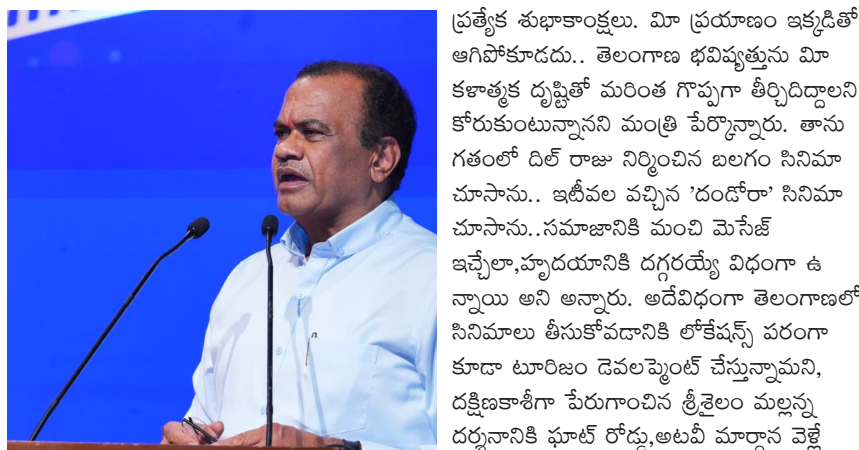 ప్రత్యేక శుభాకాంక్షలు. మీ ప్రయాణం ఇక్కడితో
ఆగిపోకూడదు.. తెలంగాణ భవిష్యత్తును మీ
కళాత్మక దృష్టితో మరింత గొప్పగా తీర్చిదిద్దాలని
కోరుకుంటున్నానని మంత్రి పేర్కొన్నారు. తాను
గతంలో దిల్ రాజు నిర్మించిన బలగం సినిమా
చూసాను.. ఇటీవల వచ్చిన ’దండోరా’ సినిమా
చూసాను..సమాజానికి మంచి మెసేజ్
ఇచ్చేలా,హృదయానికి దగ్గరయ్యే విధంగా ఉ
న్నాయి అని అన్నారు. అదేవిధంగా తెలంగాణలో
సినిమాలు తీసుకోవడానికి లోకేషన్స్ పరంగా
కూడా టూరిజం డెవలప్మెంట్ చేస్తున్నామని,
దక్షిణకాశీగా పేరుగాంచిన శ్రీశైలం మల్లన్న
దర్శనానికి ఘాట్ రోడ్డు,అటవీ మార్గాన వెళ్లే